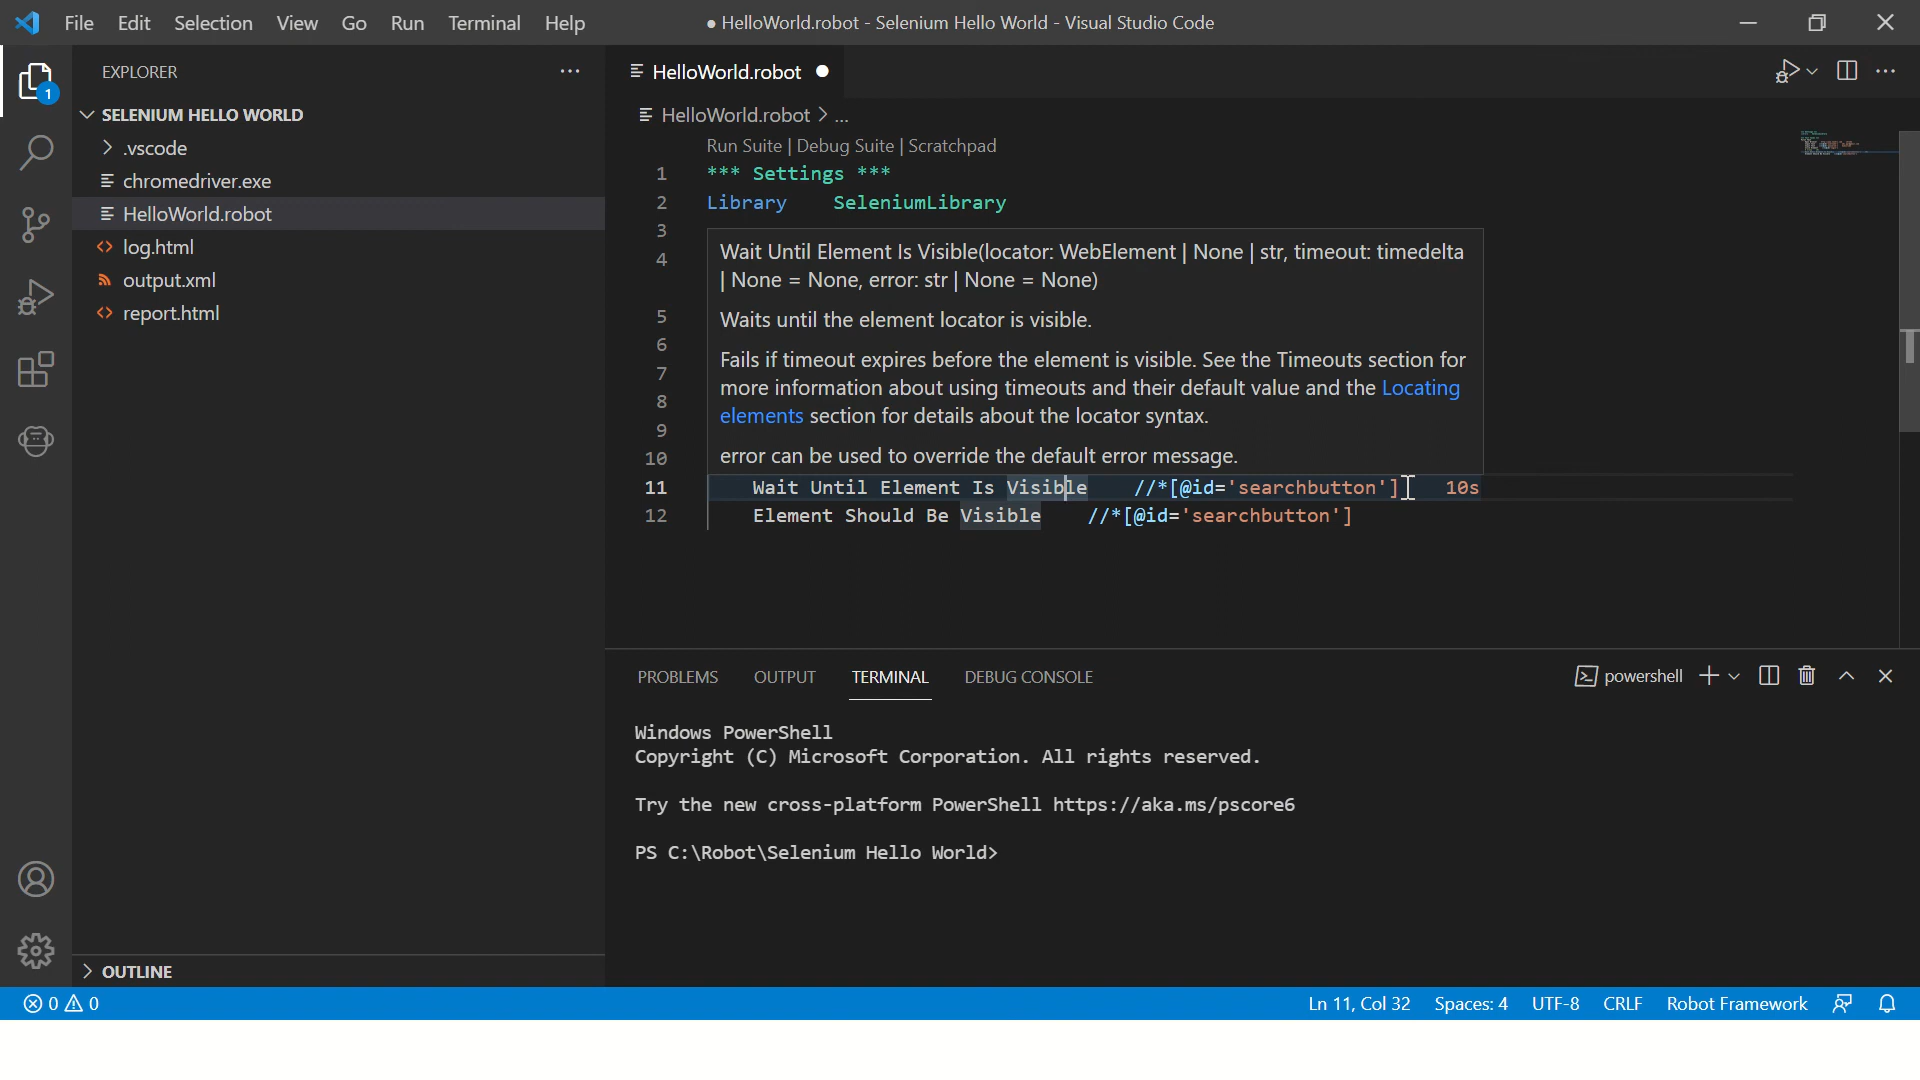 File Edit Selection View Go Run Terminal Help
● HelloWorld.robot - Selenium Hello World - Visual Studio Code
EXPLORER
1
SELENIUM HELLO WORLD
.vscode
chromedriver.exe
HelloWorld.robot
log.html
output.xml
report.html
OUTLINE
HelloWorld.robot ●
HelloWorld.robot > ...
Run Suite | Debug Suite | Scratchpad
1 *** Settings ***
2 Library    SeleniumLibrary
3
4
5
6
7
8
9
10
Wait Until Element Is Visible(locator: WebElement | None | str, timeout: timedelta
| None = None, error: str | None = None)
Waits until the element locator is visible.
Fails if timeout expires before the element is visible. See the Timeouts section for
more information about using timeouts and their default value and the Locating
elements section for details about the locator syntax.
error can be used to override the default error message.
11     Wait Until Element Is Visible    //*[@id='searchbutton']    10s
12     Element Should Be Visible    //*[@id='searchbutton']
PROBLEMS OUTPUT TERMINAL DEBUG CONSOLE
powershell
Windows PowerShell
Copyright (C) Microsoft Corporation. All rights reserved.
Try the new cross-platform PowerShell https://aka.ms/pscore6
PS C:\Robot\Selenium Hello World>
0 0
Ln 11, Col 32 Spaces: 4 UTF-8 CRLF Robot Framework